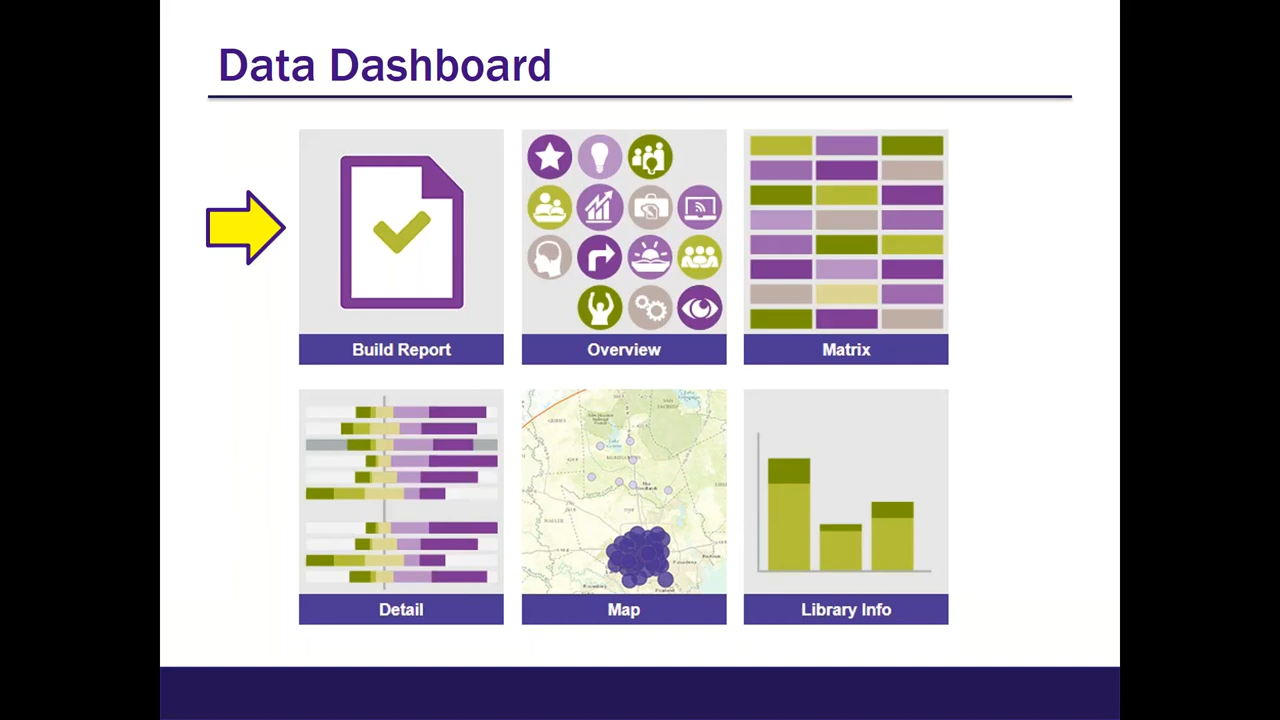 Data Dashboard
Build Report
Overview
Matrix
Detail
Map
Library Info